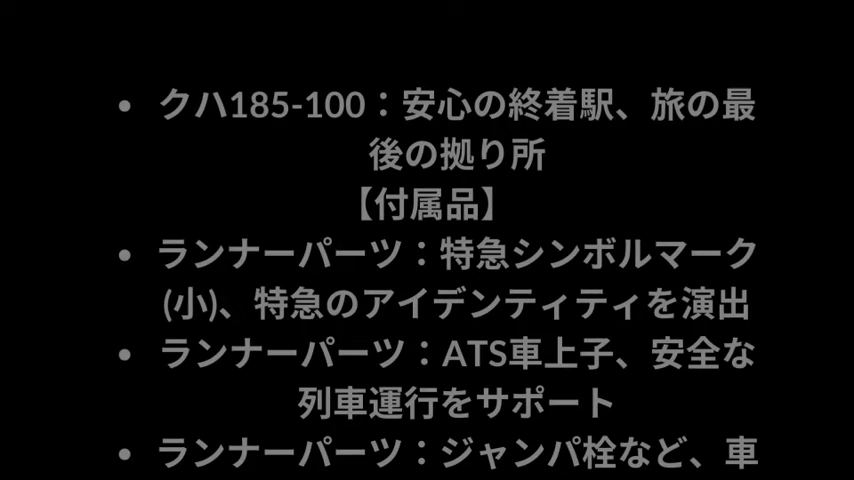 • クハ185-100：安心の終着駅、旅の最
後の拠り所
【付属品】
• ランナーパーツ：特急シンボルマーク
(小)、特急のアイデンティティを演出
• ランナーパーツ：ATS車上子、安全な
列車運行をサポート
• ランナーパーツ：ジャンパ栓など、車